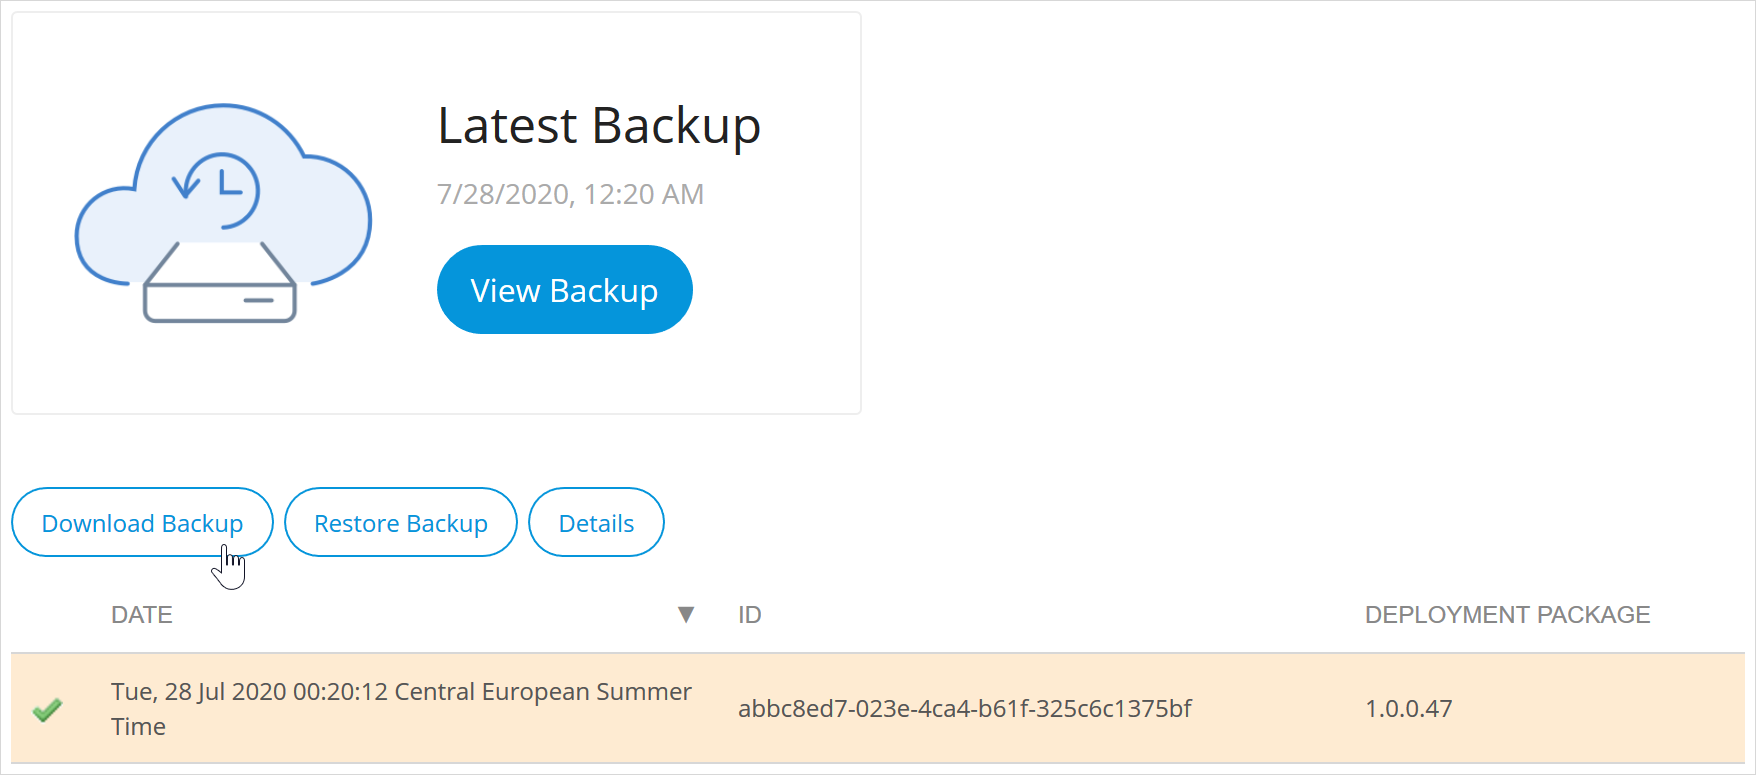 Latest Backup
7/28/2020, 12:20 AM
View Backup
Download Backup Restore Backup Details
DATE ▼ ID DEPLOYMENT PACKAGE
Tue, 28 Jul 2020 00:20:12 Central European Summer
Time
abbc8ed7-023e-4ca4-b61f-325c6c1375bf
1.0.0.47